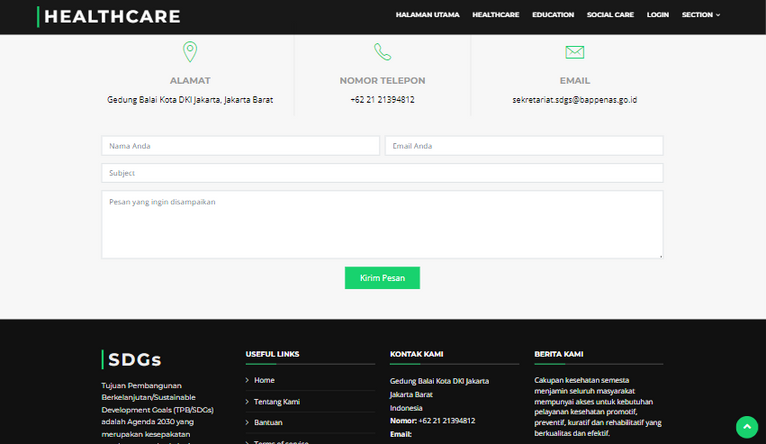 HEALTHCARE
HALAMAN UTAMA HEALTHCARE EDUCATION SOCIAL CARE LOGIN SECTION
ALAMAT
Gedung Balai Kota DKI Jakarta, Jakarta Barat
NOMOR TELEPON
+62 21 21394812
EMAIL
sekretariat.sdgs@bappenas.go.id
Nama Anda
Email Anda
Subject
Pesan yang ingin disampaikan
Kirim Pesan
SDGs
Tujuan Pembangunan
Berkelanjutan/Sustainable
Development Goals (TPB/SDGs)
adalah Agenda 2030 yang
merupakan kesepakatan
USEFUL LINKS
Home
Tentang Kami
Bantuan
Terms of service
KONTAK KAMI
Gedung Balai Kota DKI Jakarta
Jakarta Barat
Indonesia
Nomor: +62 21 21394812
Email:
BERITA KAMI
Cakupan kesehatan semesta
menjamin seluruh masyarakat
mempunyai akses untuk kebutuhan
pelayanan kesehatan promotif,
preventif, kuratif dan rehabilitatif yang
berkualitas dan efektif.